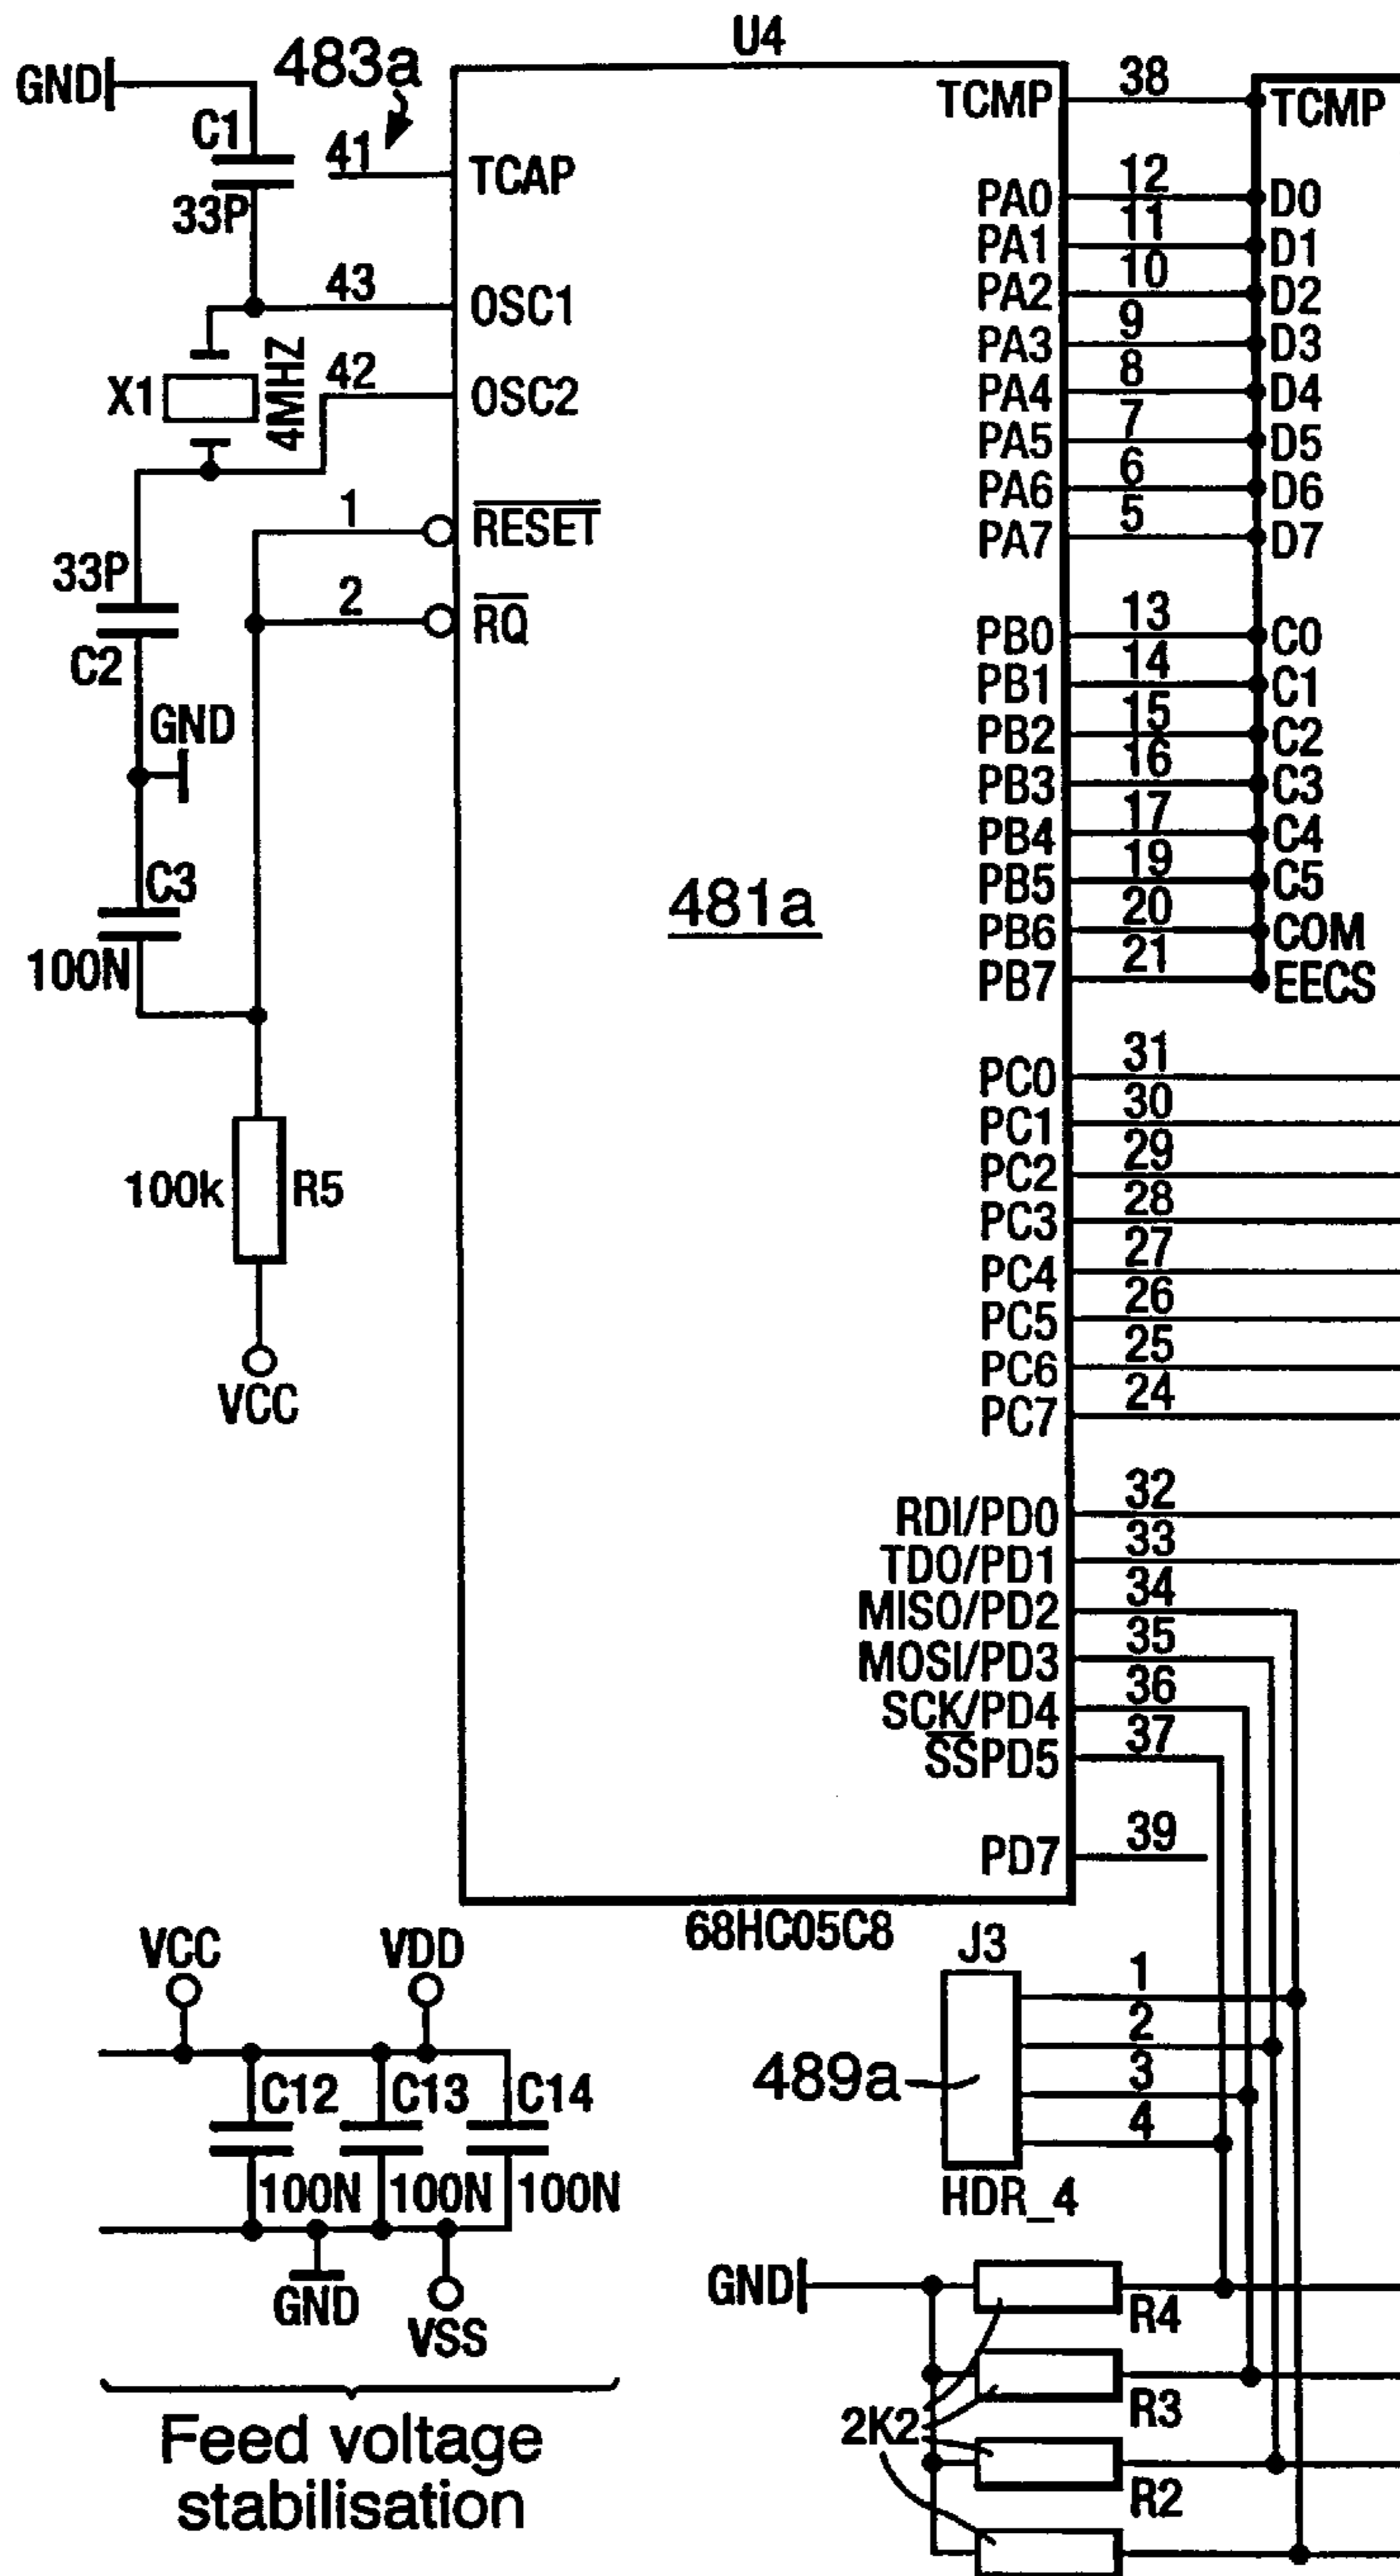 U4
GND
483a
C1
33P
41
TCAP
43
OSC1
X1
4MHZ
42
OSC2
1
RESET
2
RQ
33P
C2
GND
C3
100N
100k
R5
VCC
481a
TCMP 38 TCMP
PA0 12 D0
PA1 11 D1
PA2 10 D2
PA3 9 D3
PA4 8 D4
PA5 7 D5
PA6 6 D6
PA7 5 D7
PB0 13 C0
PB1 14 C1
PB2 15 C2
PB3 16 C3
PB4 17 C4
PB5 19 C5
PB6 20 COM
PB7 21 EECS
PC0 31
PC1 30
PC2 29
PC3 28
PC4 27
PC5 26
PC6 25
PC7 24
RDI/PD0 32
TDO/PD1 33
MISO/PD2 34
MOSI/PD3 35
SCK/PD4 36
SSPD5 37
PD7 39
68HC05C8
VCC
VDD
C12
C13
C14
100N
100N
100N
GND
VSS
Feed voltage
stabilisation
J3
1
2
3
4
489a
HDR_4
GND
R4
R3
2K2
R2